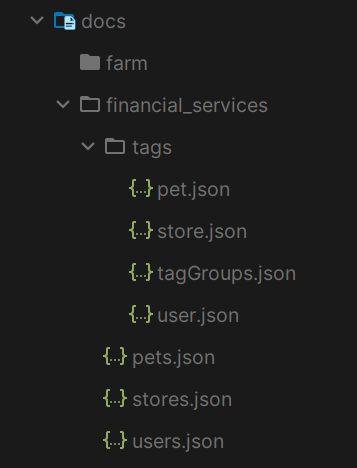 docs
farm
financial_services
tags
{..} pet.json
{..} store.json
{..} tagGroups.json
{..} user.json
{..} pets.json
{..} stores.json
{..} users.json